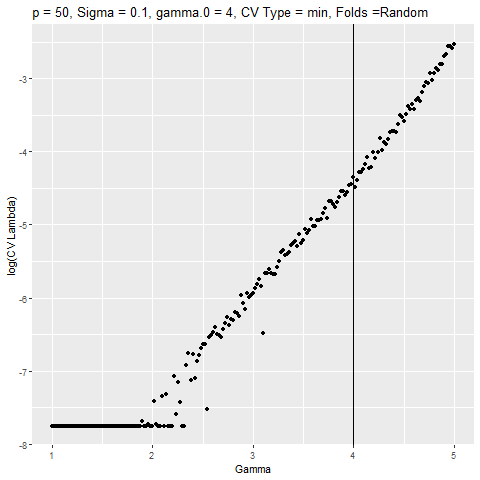 p = 50, Sigma = 0.1, gamma.0 = 4, CV Type = min, Folds =Random
-3
-4
-5
-6
-7
-8
log(CV Lambda)
1 2 3 4 5
Gamma